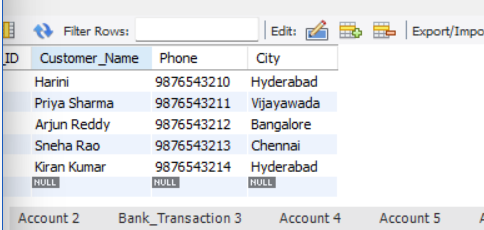 Filter Rows: Edit: Export/Impo
_ID Customer_Name Phone City
Harini 9876543210 Hyderabad
Priya Sharma 9876543211 Vijayawada
Arjun Reddy 9876543212 Bangalore
Sneha Rao 9876543213 Chennai
Kiran Kumar 9876543214 Hyderabad
NULL NULL NULL
Account 2 Bank_Transaction 3 Account 4 Account 5 A